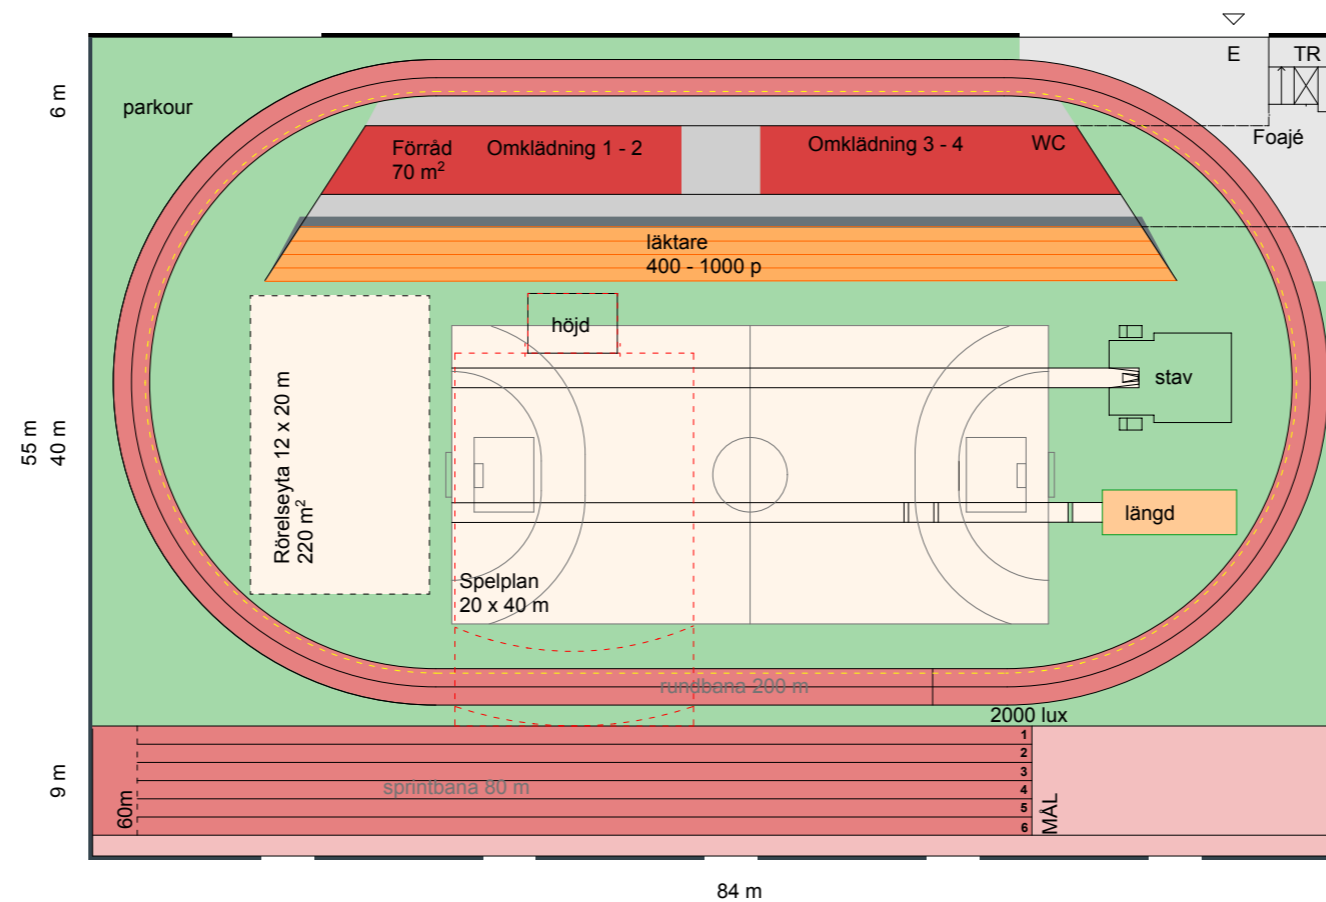 E
TR
6 m
parkour
Förråd
70 m²
Omklädning 1 - 2
Omklädning 3 - 4
WC
Foajé
läktare
400 - 1000 p
höjd
stav
Rörelseyta 12 x 20 m
220 m²
55 m
40 m
längd
Spelplan
20 x 40 m
rundbana 200 m
2000 lux
1
2
3
4
5
6
9 m
60m
sprintbana 80 m
MÅL
84 m